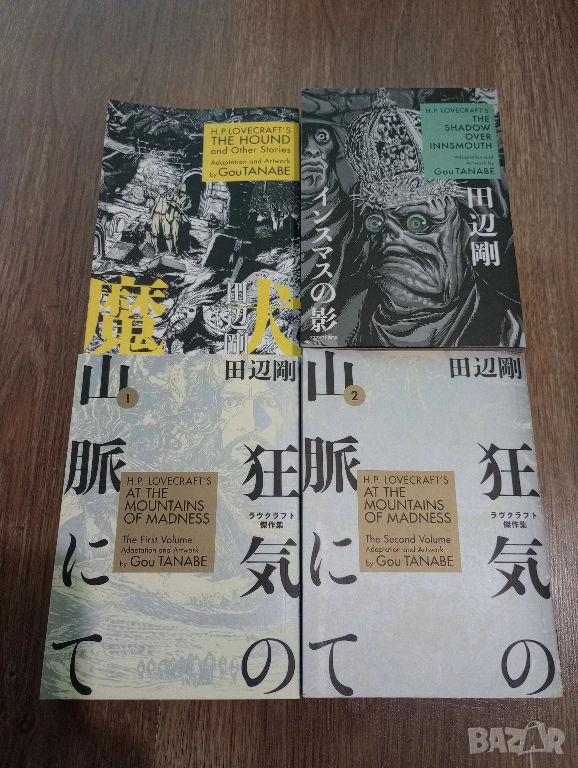 H.P. LOVECRAFT'S
THE HOUND
and Other Stories
Adaptation and Artwork
by Gou TANABE
魔犬
田辺剛
H.P. LOVECRAFT'S
THE
SHADOW
OVER
INNSMOUTH
Adaptation and
Artwork by
Gou TANABE
田辺剛
インスマスの影
1
田辺剛
狂気の
山脈にて
ラヴクラフト
傑作集
H.P. LOVECRAFT'S
AT THE
MOUNTAINS
OF MADNESS
The First Volume
Adaptation and Artwork
by Gou TANABE
2
田辺剛
狂気の
山脈にて
ラヴクラフト
傑作集
H.P. LOVECRAFT'S
AT THE
MOUNTAINS
OF MADNESS
The Second Volume
Adaptation and Artwork
by Gou TANABE
BAZAR